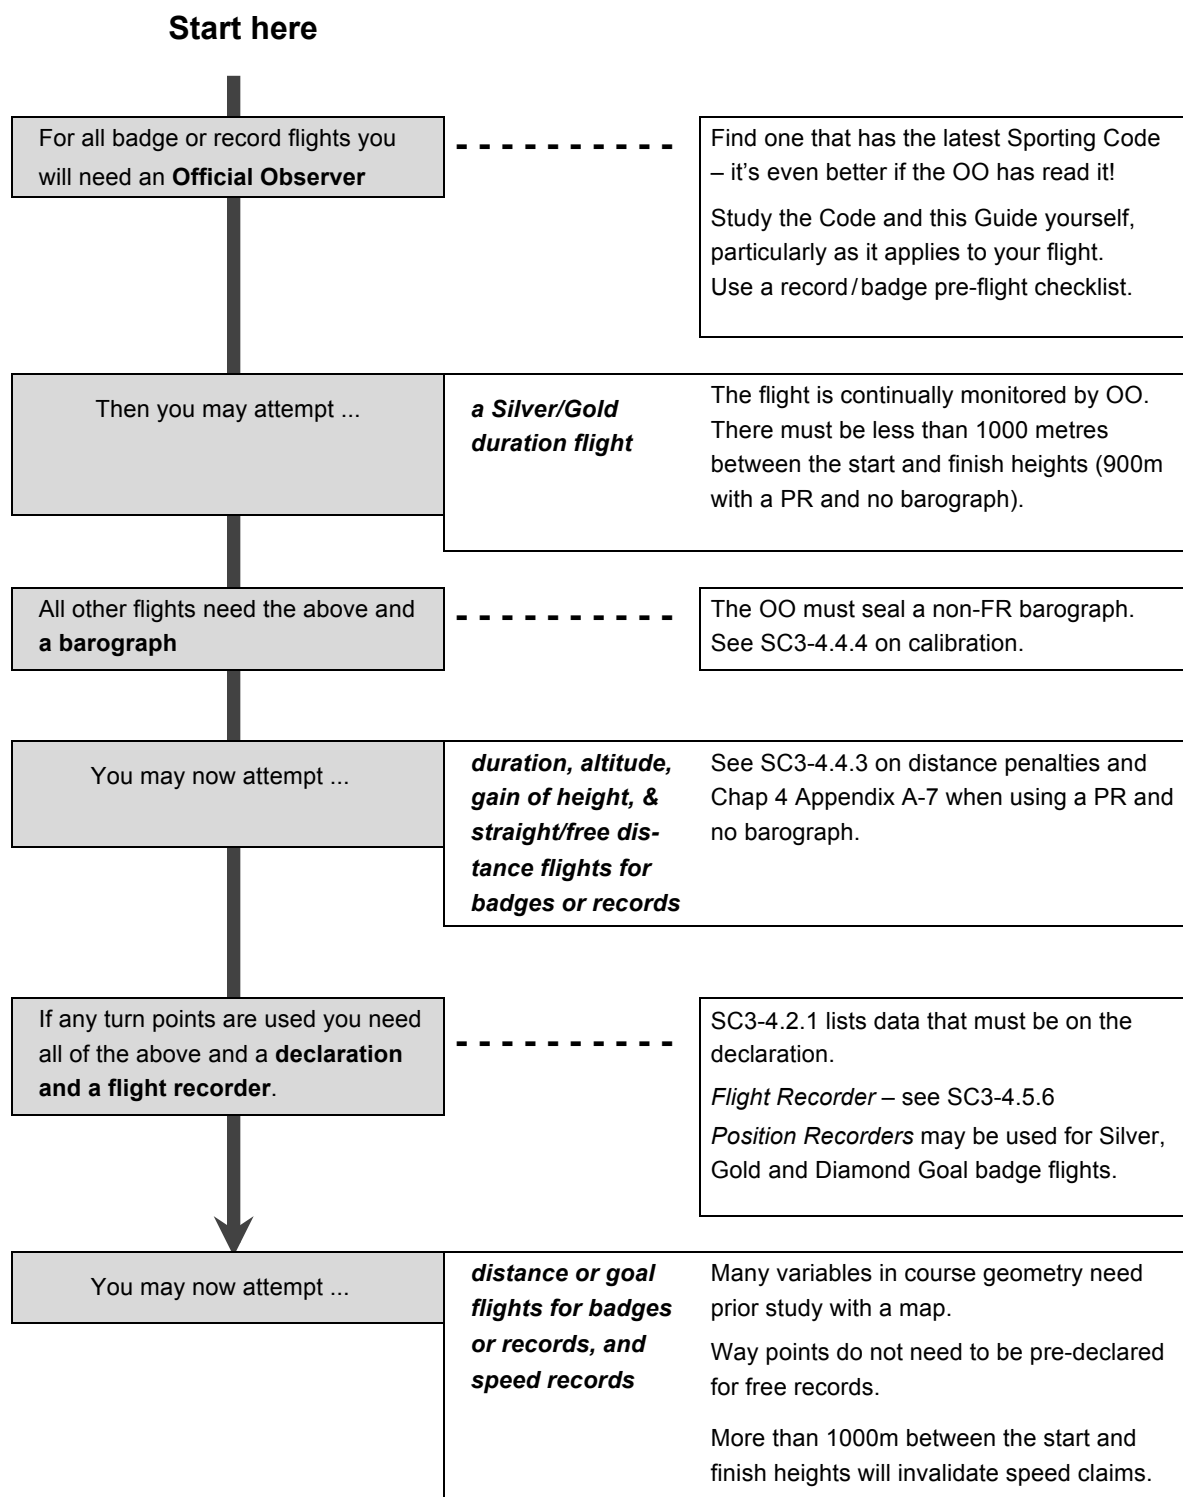 Start here
For all badge or record flights you
will need an Official Observer
Find one that has the latest Sporting Code
– it's even better if the OO has read it!
Study the Code and this Guide yourself,
particularly as it applies to your flight.
Use a record/badge pre-flight checklist.
Then you may attempt ...
a Silver/Gold
duration flight
The flight is continually monitored by OO.
There must be less than 1000 metres
between the start and finish heights (900m
with a PR and no barograph).
All other flights need the above and
a barograph
The OO must seal a non-FR barograph.
See SC3-4.4.4 on calibration.
You may now attempt ...
duration, altitude,
gain of height, &
straight/free dis-
tance flights for
badges or records
See SC3-4.4.3 on distance penalties and
Chap 4 Appendix A-7 when using a PR and
no barograph.
If any turn points are used you need
all of the above and a declaration
and a flight recorder.
SC3-4.2.1 lists data that must be on the
declaration.
Flight Recorder – see SC3-4.5.6
Position Recorders may be used for Silver,
Gold and Diamond Goal badge flights.
You may now attempt ...
distance or goal
flights for badges
or records, and
speed records
Many variables in course geometry need
prior study with a map.
Way points do not need to be pre-declared
for free records.
More than 1000m between the start and
finish heights will invalidate speed claims.